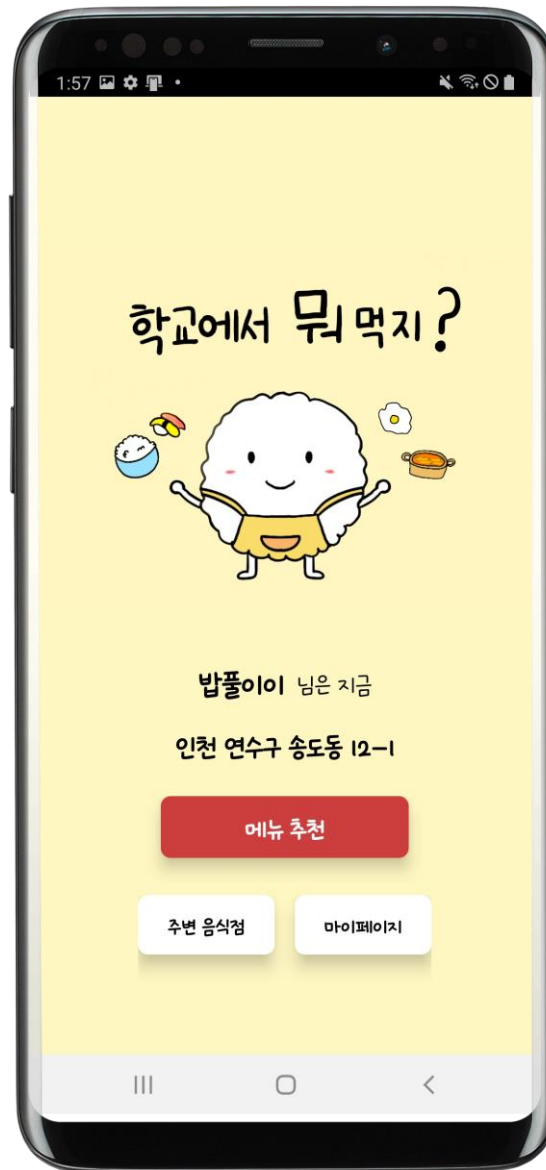 1:57
학교에서 뭐 먹지?
밥풀이이 님은 지금
인천 연수구 송도동 12-1
메뉴 추천
주변 음식점
마이페이지